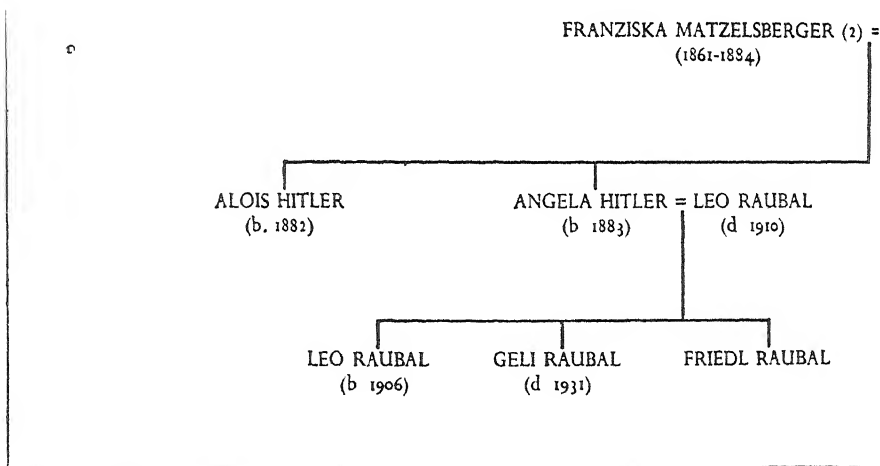 FRANZISKA MATZELSBERGER (2) =
(1861-1884)
ALOIS HITLER
(b. 1882)
ANGELA HITLER = LEO RAUBAL
(b 1883) (d 1910)
LEO RAUBAL
(b 1906)
GELI RAUBAL
(d 1931)
FRIEDL RAUBAL